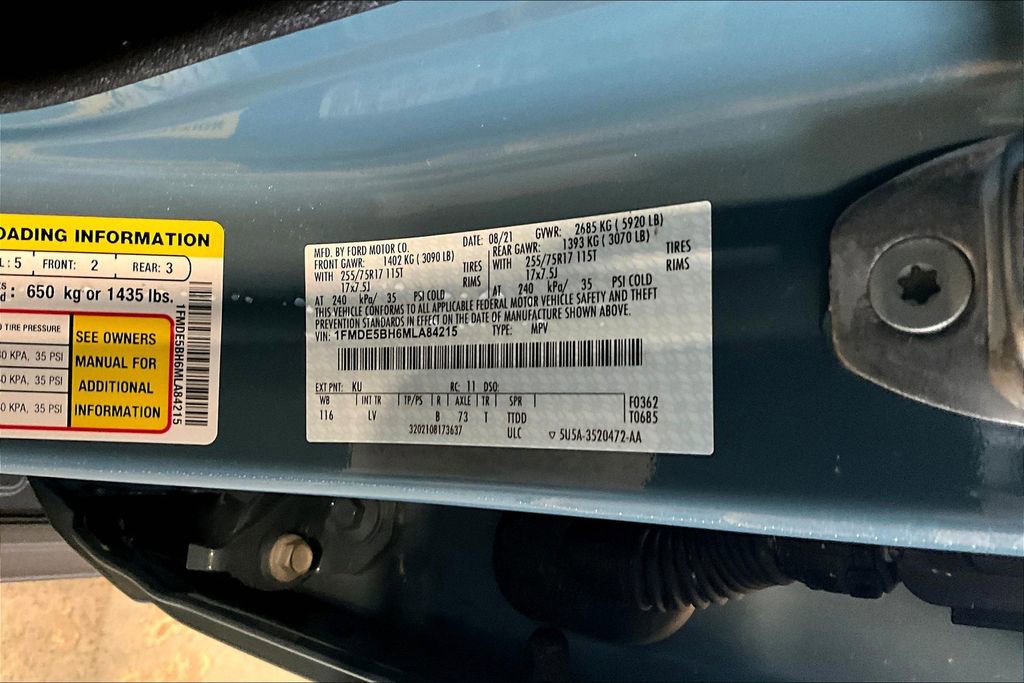 OADING INFORMATION
L : 5 FRONT: 2 REAR: 3
: 650 kg or 1435 lbs.
TIRE PRESSURE
KPA, 35 PSI
KPA, 35 PSI
KPA, 35 PSI
SEE OWNERS
MANUAL FOR
ADDITIONAL
INFORMATION
1FMDE5BH6MLA84215
MFD. BY FORD MOTOR CO. DATE: 08/21 GVWR: 2685 KG ( 5920 LB)
FRONT GAWR: 1402 KG ( 3090 LB) REAR GAWR: 1393 KG ( 3070 LB)
WITH 255/75R17 115T TIRES WITH 255/75R17 115T TIRES
17x7.5J RIMS 17x7.5J RIMS
AT 240 kPa/ 35 PSI COLD AT 240 kPa/ 35 PSI COLD
THIS VEHICLE CONFORMS TO ALL APPLICABLE FEDERAL MOTOR VEHICLE SAFETY AND THEFT
PREVENTION STANDARDS IN EFFECT ON THE DATE OF MANUFACTURE SHOWN ABOVE.
VIN: 1FMDE5BH6MLA84215 TYPE: MPV
EXT PNT: KU RC: 11 DSO:
WB INT TR TP/PS R AXLE TR SPR F0362
116 LV B 73 T TTDD T0685
3202108173637 ULC ▽ 5U5A-3520472-AA